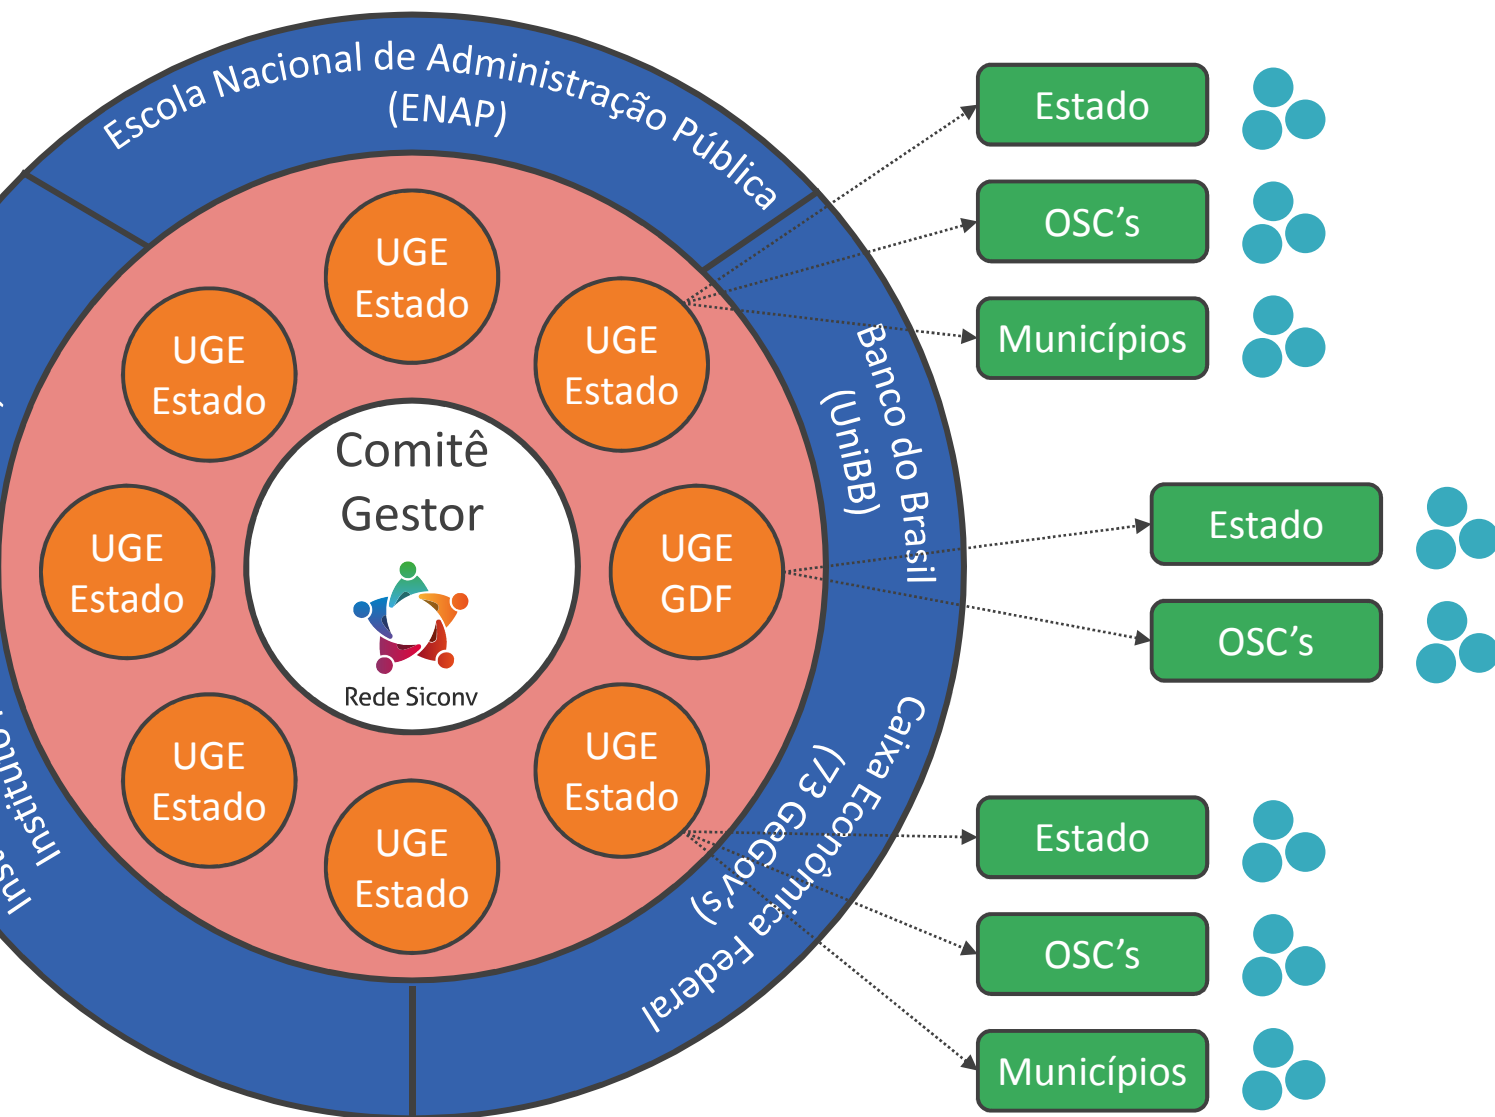 Escola Nacional de Administração Pública
(ENAP)
Banco do Brasil
(UniBB)
Caixa Econômica Federal
(73 GeGov's)
Instituto
UGE
Estado
UGE
Estado
UGE
Estado
UGE
Estado
UGE
GDF
UGE
Estado
UGE
Estado
UGE
Estado
Comitê
Gestor
Rede Siconv
Estado
OSC’s
Municípios
Estado
OSC’s
Estado
OSC’s
Municípios